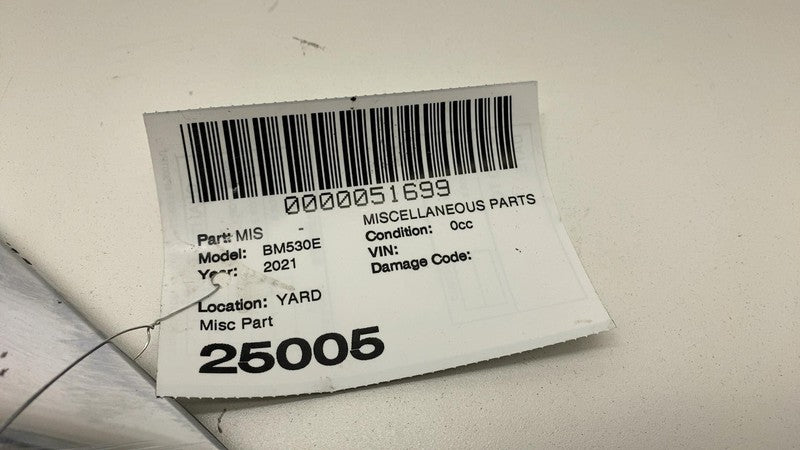 0000051699
Part: MIS - MISCELLANEOUS PARTS
Model: BM530E Condition: 0cc
Year: 2021 VIN:
Damage Code:
Location: YARD
Misc Part
25005